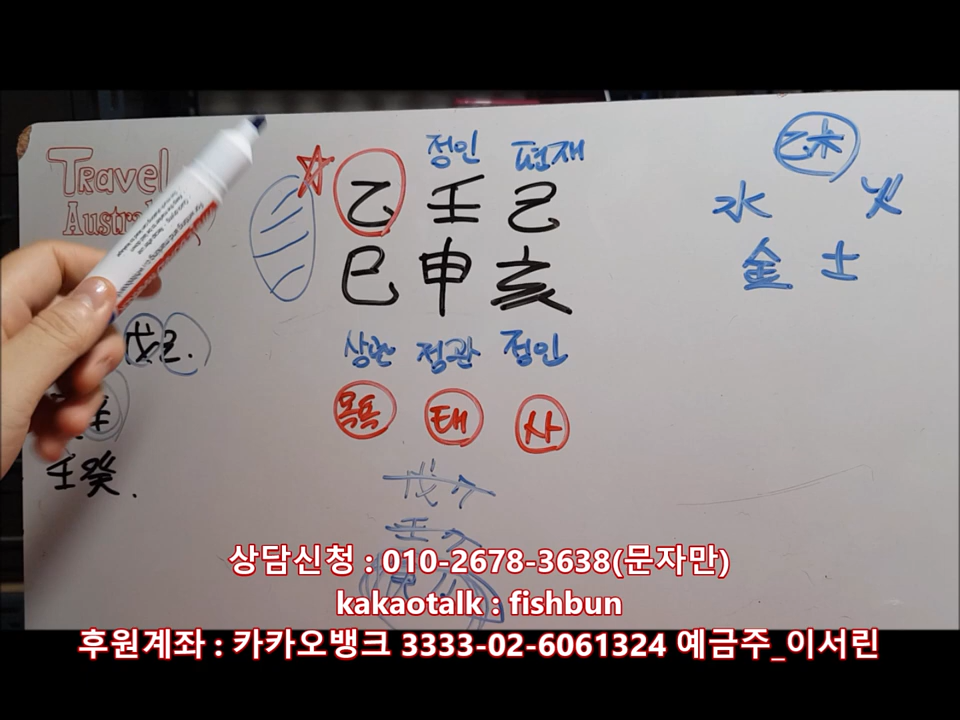 Travel
정인 편재
乙 壬 己
巳 申 亥
상관 정관 정인
목욕 태 사
乙木
水 火
金 土
戊己.
壬癸.
상담신청 : 010-2678-3638(문자만)
kakaotalk : fishbun
후원계좌 : 카카오뱅크 3333-02-6061324 예금주_이서린